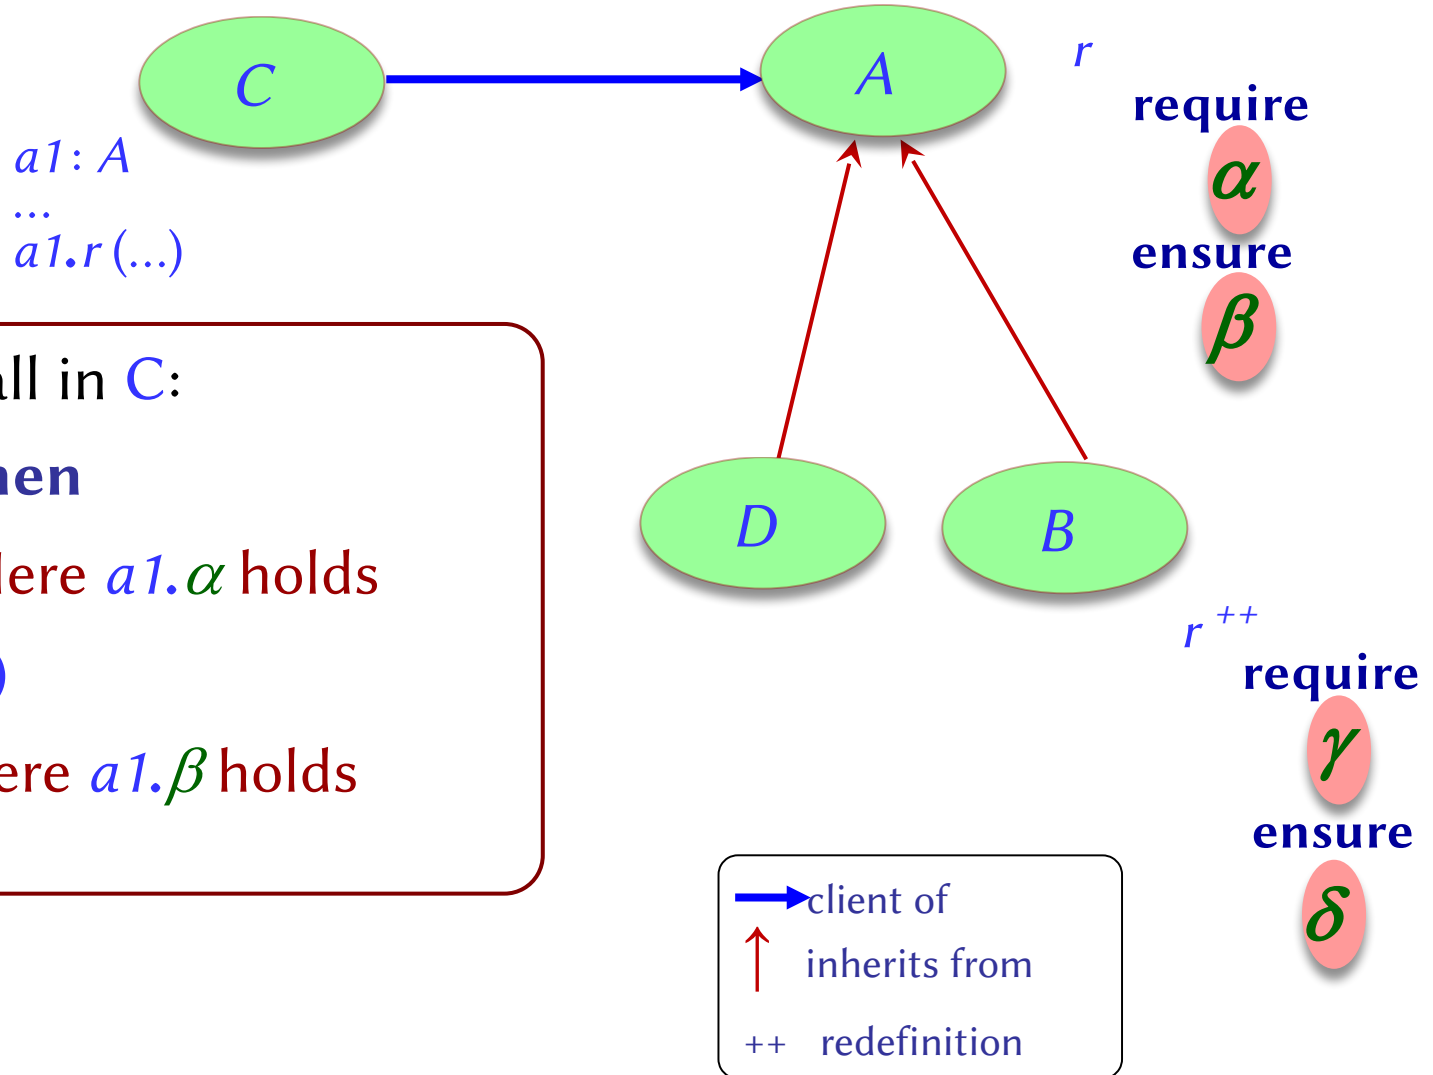 C
A
r
require
α
ensure
β
a1: A
...
a1.r (...)
all in C:
hen
ere a1.α holds
)
ere a1.β holds
D
B
r ++
require
γ
ensure
δ
client of
inherits from
++ redefinition